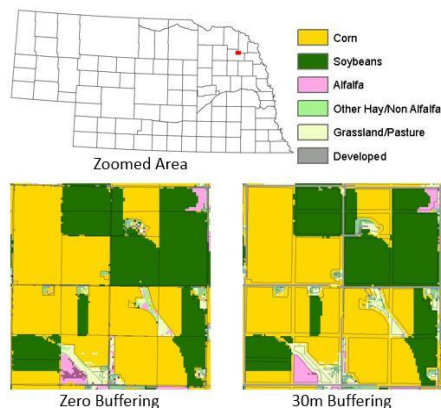 Corn
Soybeans
Alfalfa
Other Hay/Non Alfalfa
Grassland/Pasture
Developed
Zoomed Area
Zero Buffering
30m Buffering